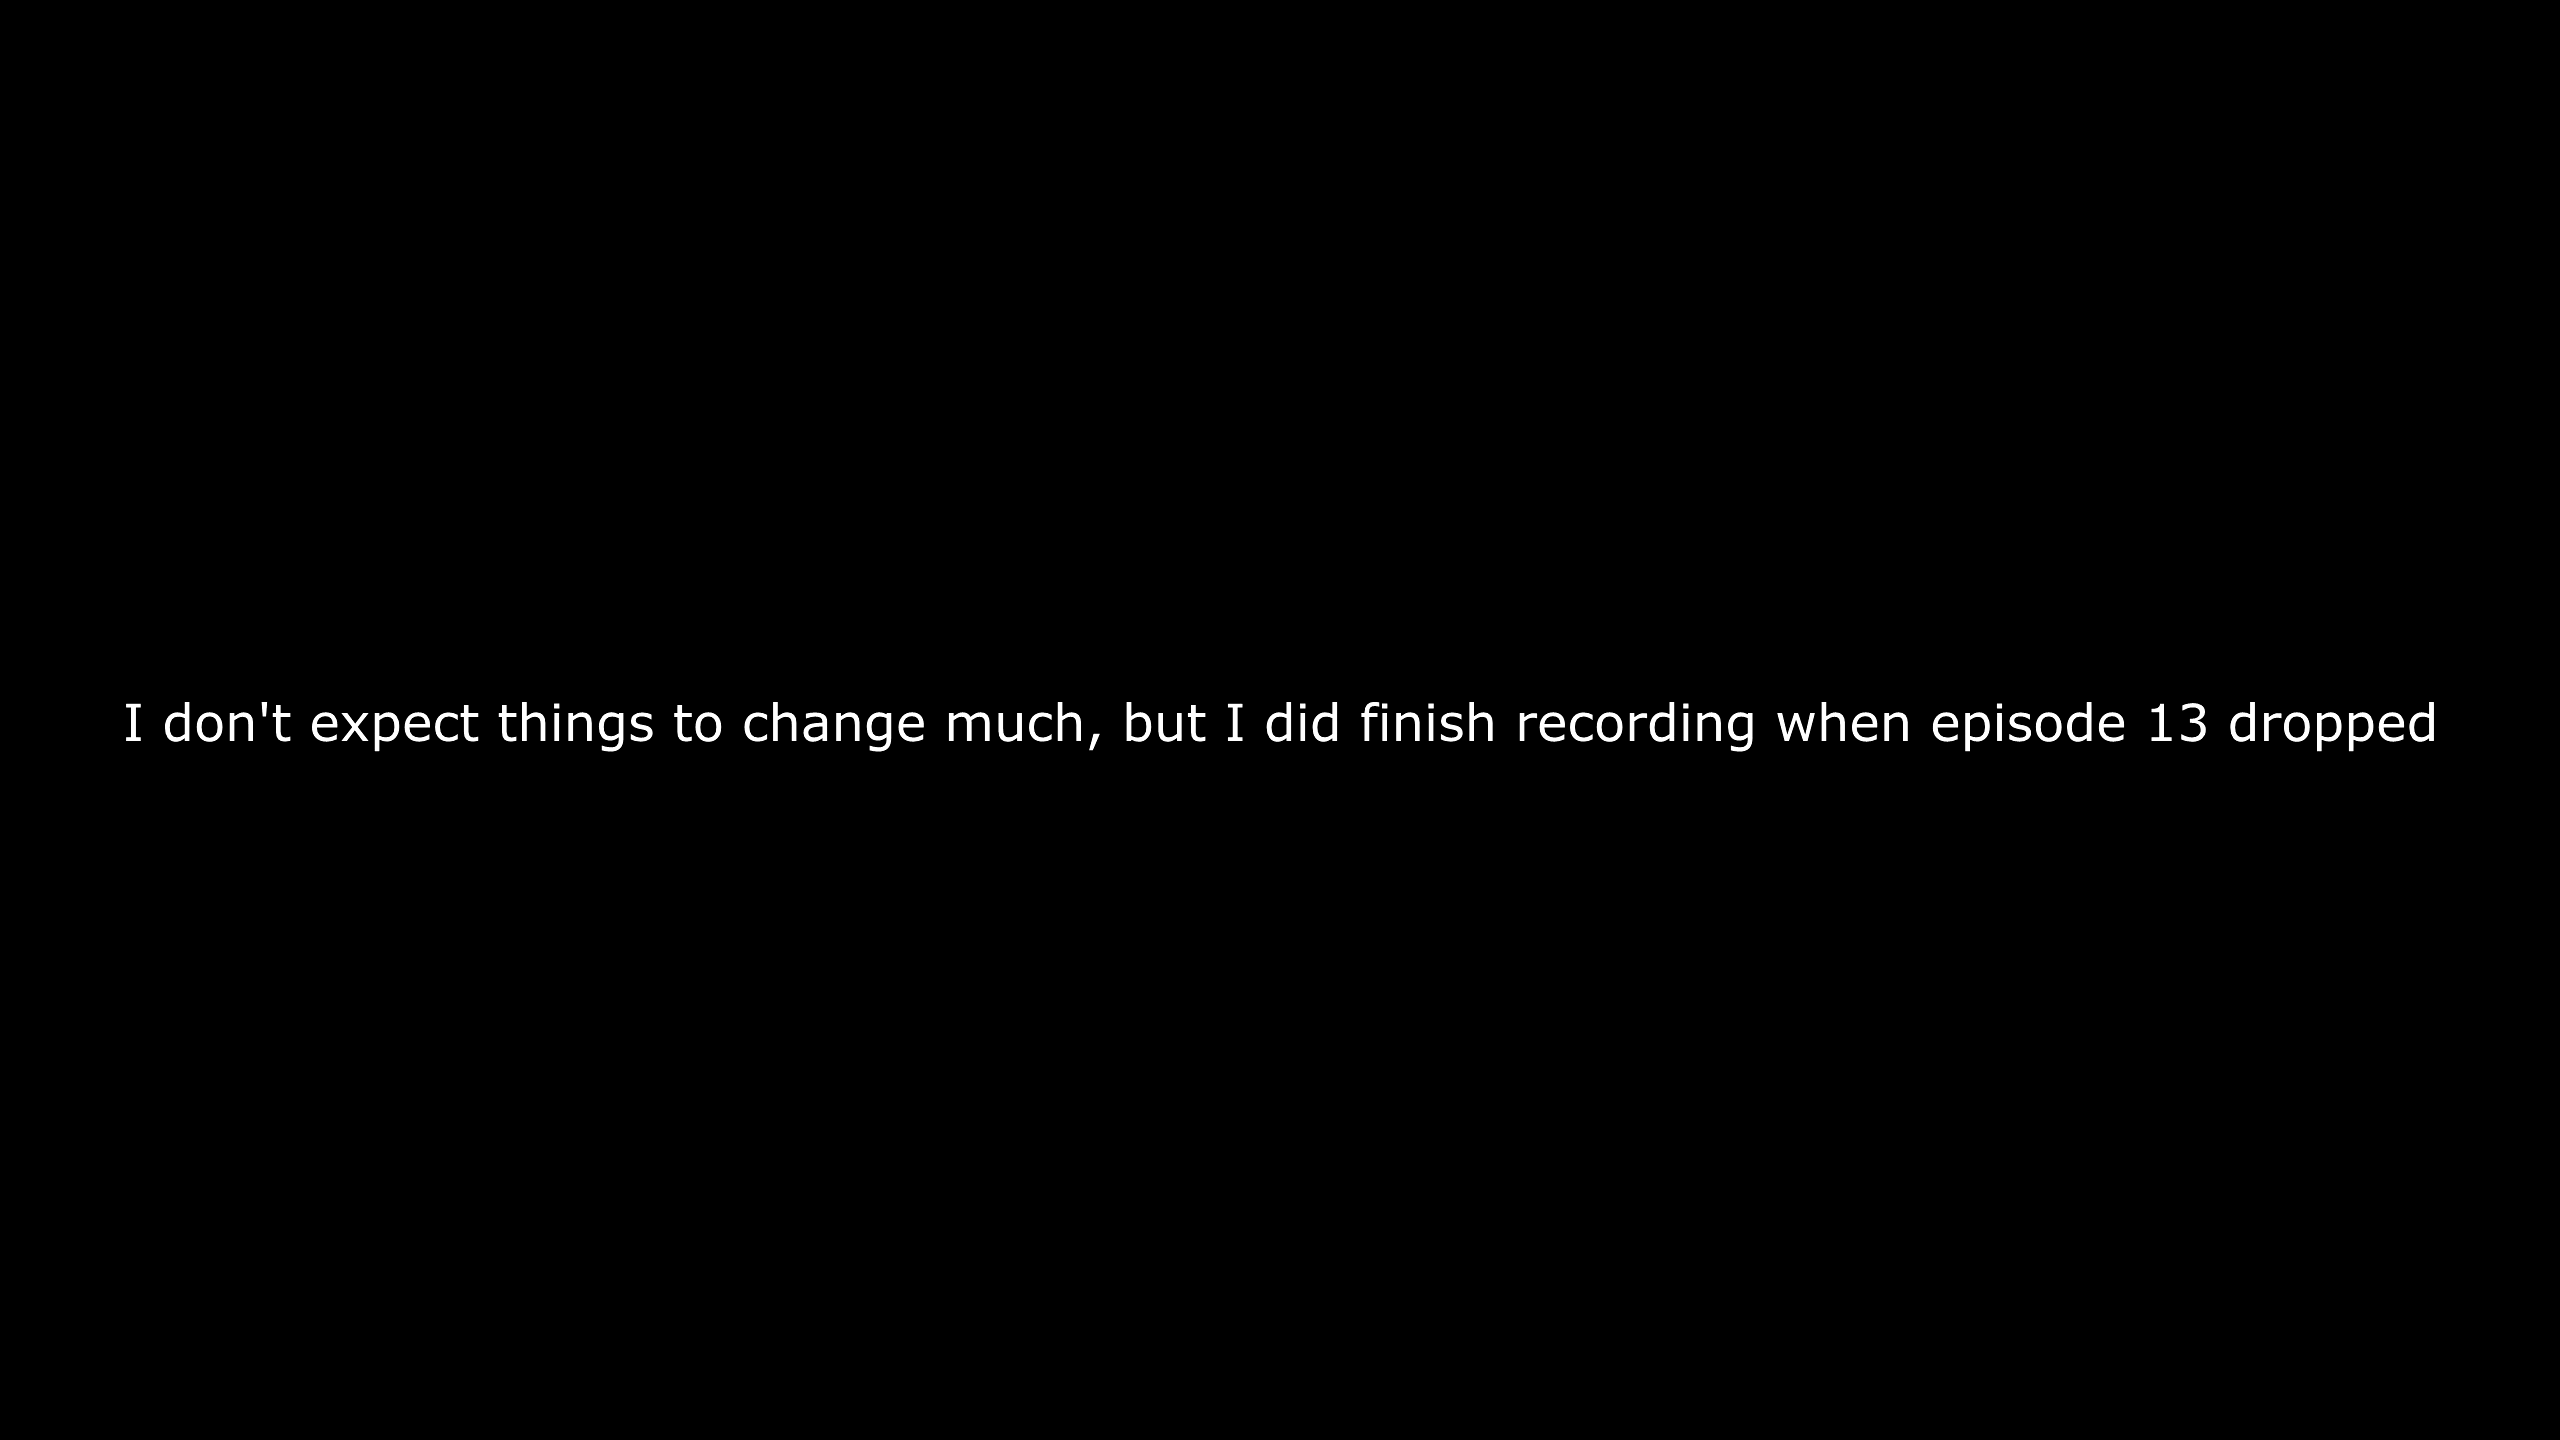 I don't expect things to change much, but I did finish recording when episode 13 dropped